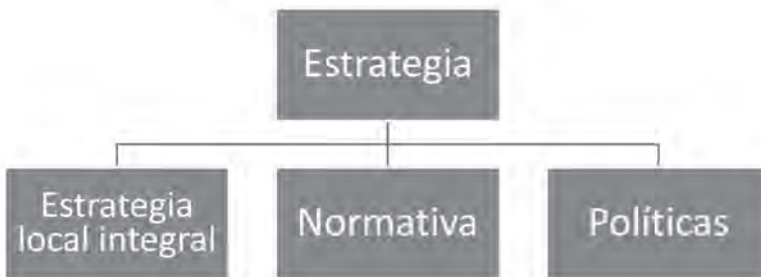 Estrategia
Estrategia
local integral
Normativa
Políticas